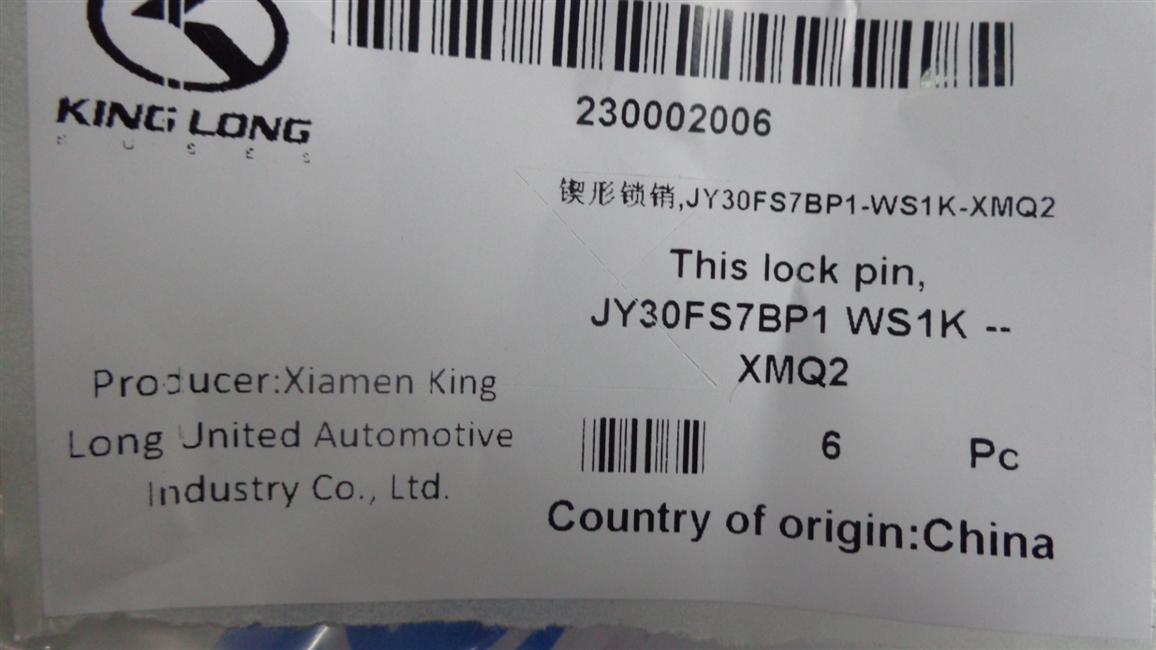 KING LONG
BUSES
230002006
锲形锁销,JY30FS7BP1-WS1K-XMQ2
This lock pin,
JY30FS7BP1 WS1K --
XMQ2
Producer:Xiamen King
Long United Automotive
Industry Co., Ltd.
6 Pc
Country of origin:China